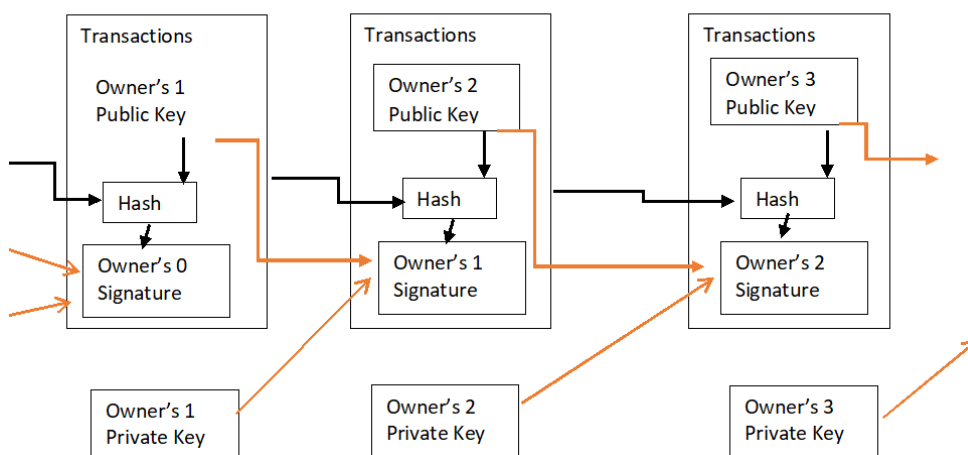 Transactions
Owner's 1
Public Key
Hash
Owner's 0
Signature
Transactions
Owner's 2
Public Key
Hash
Owner's 1
Signature
Transactions
Owner's 3
Public Key
Hash
Owner's 2
Signature
Owner's 1
Private Key
Owner's 2
Private Key
Owner's 3
Private Key